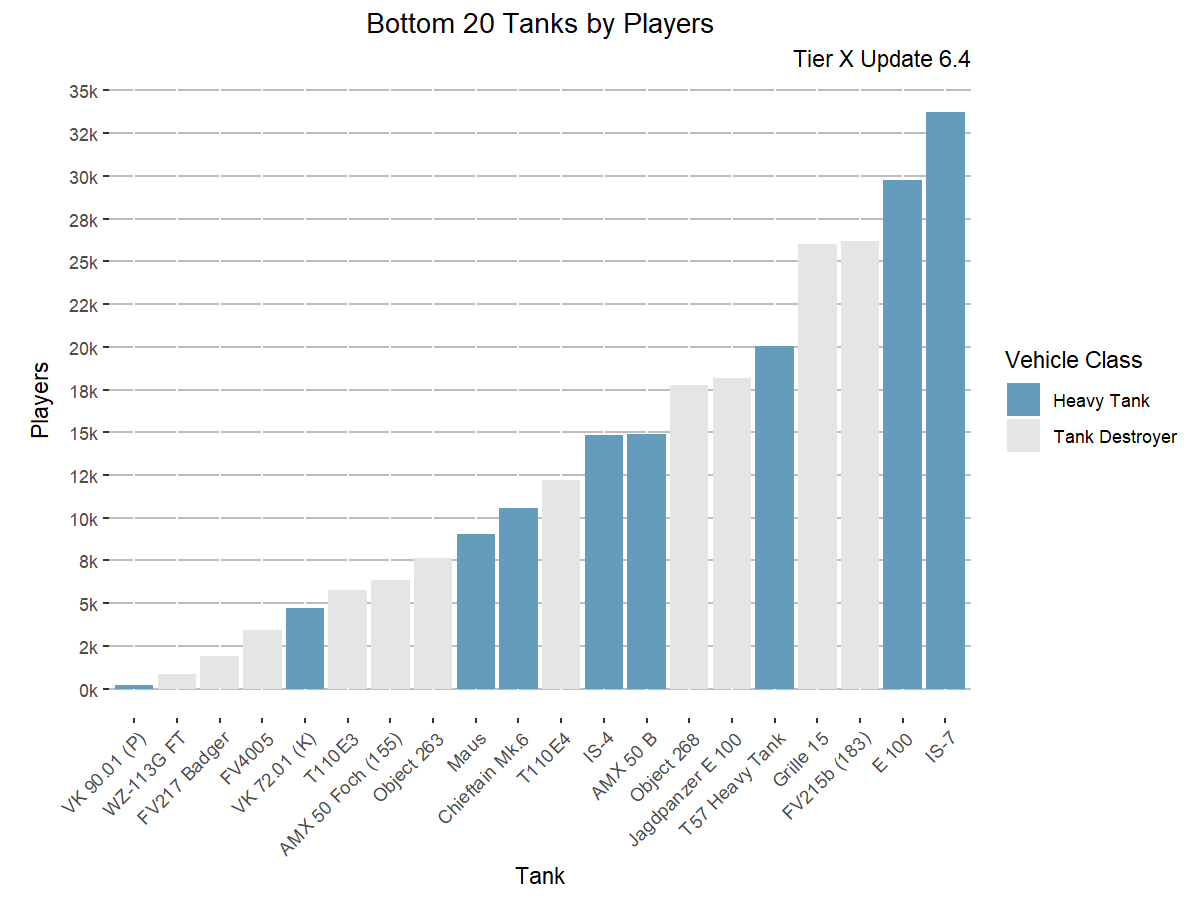 Bottom 20 Tanks by Players
Tier X Update 6.4
35k
32k
30k
28k
25k
22k
20k
18k
15k
12k
10k
8k
5k
2k
0k
Players
VK 90.01 (P)
WZ-113G FT
FV217 Badger
FV4005
VK 72.01 (K)
T110E3
AMX 50 Foch (155)
Object 263
Maus
Chieftain Mk.6
T110E4
IS-4
AMX 50 B
Object 268
Jagdpanzer E 100
T57 Heavy Tank
Grille 15
FV215b (183)
E 100
IS-7
Tank
Vehicle Class
Heavy Tank
Tank Destroyer